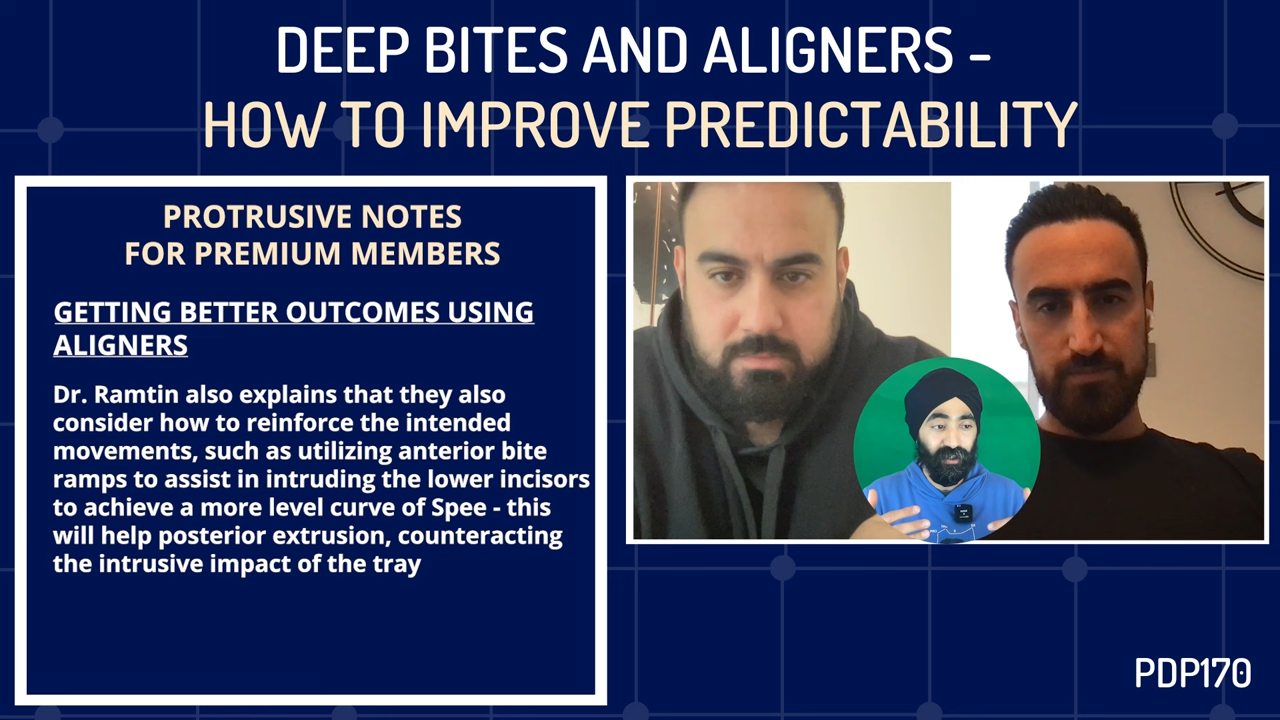 DEEP BITES AND ALIGNERS -
HOW TO IMPROVE PREDICTABILITY
PROTRUSIVE NOTES
FOR PREMIUM MEMBERS
GETTING BETTER OUTCOMES USING
ALIGNERS
Dr. Ramtin also explains that they also
consider how to reinforce the intended
movements, such as utilizing anterior bite
ramps to assist in intruding the lower incisors
to achieve a more level curve of Spee - this
will help posterior extrusion, counteracting
the intrusive impact of the tray
PDP170